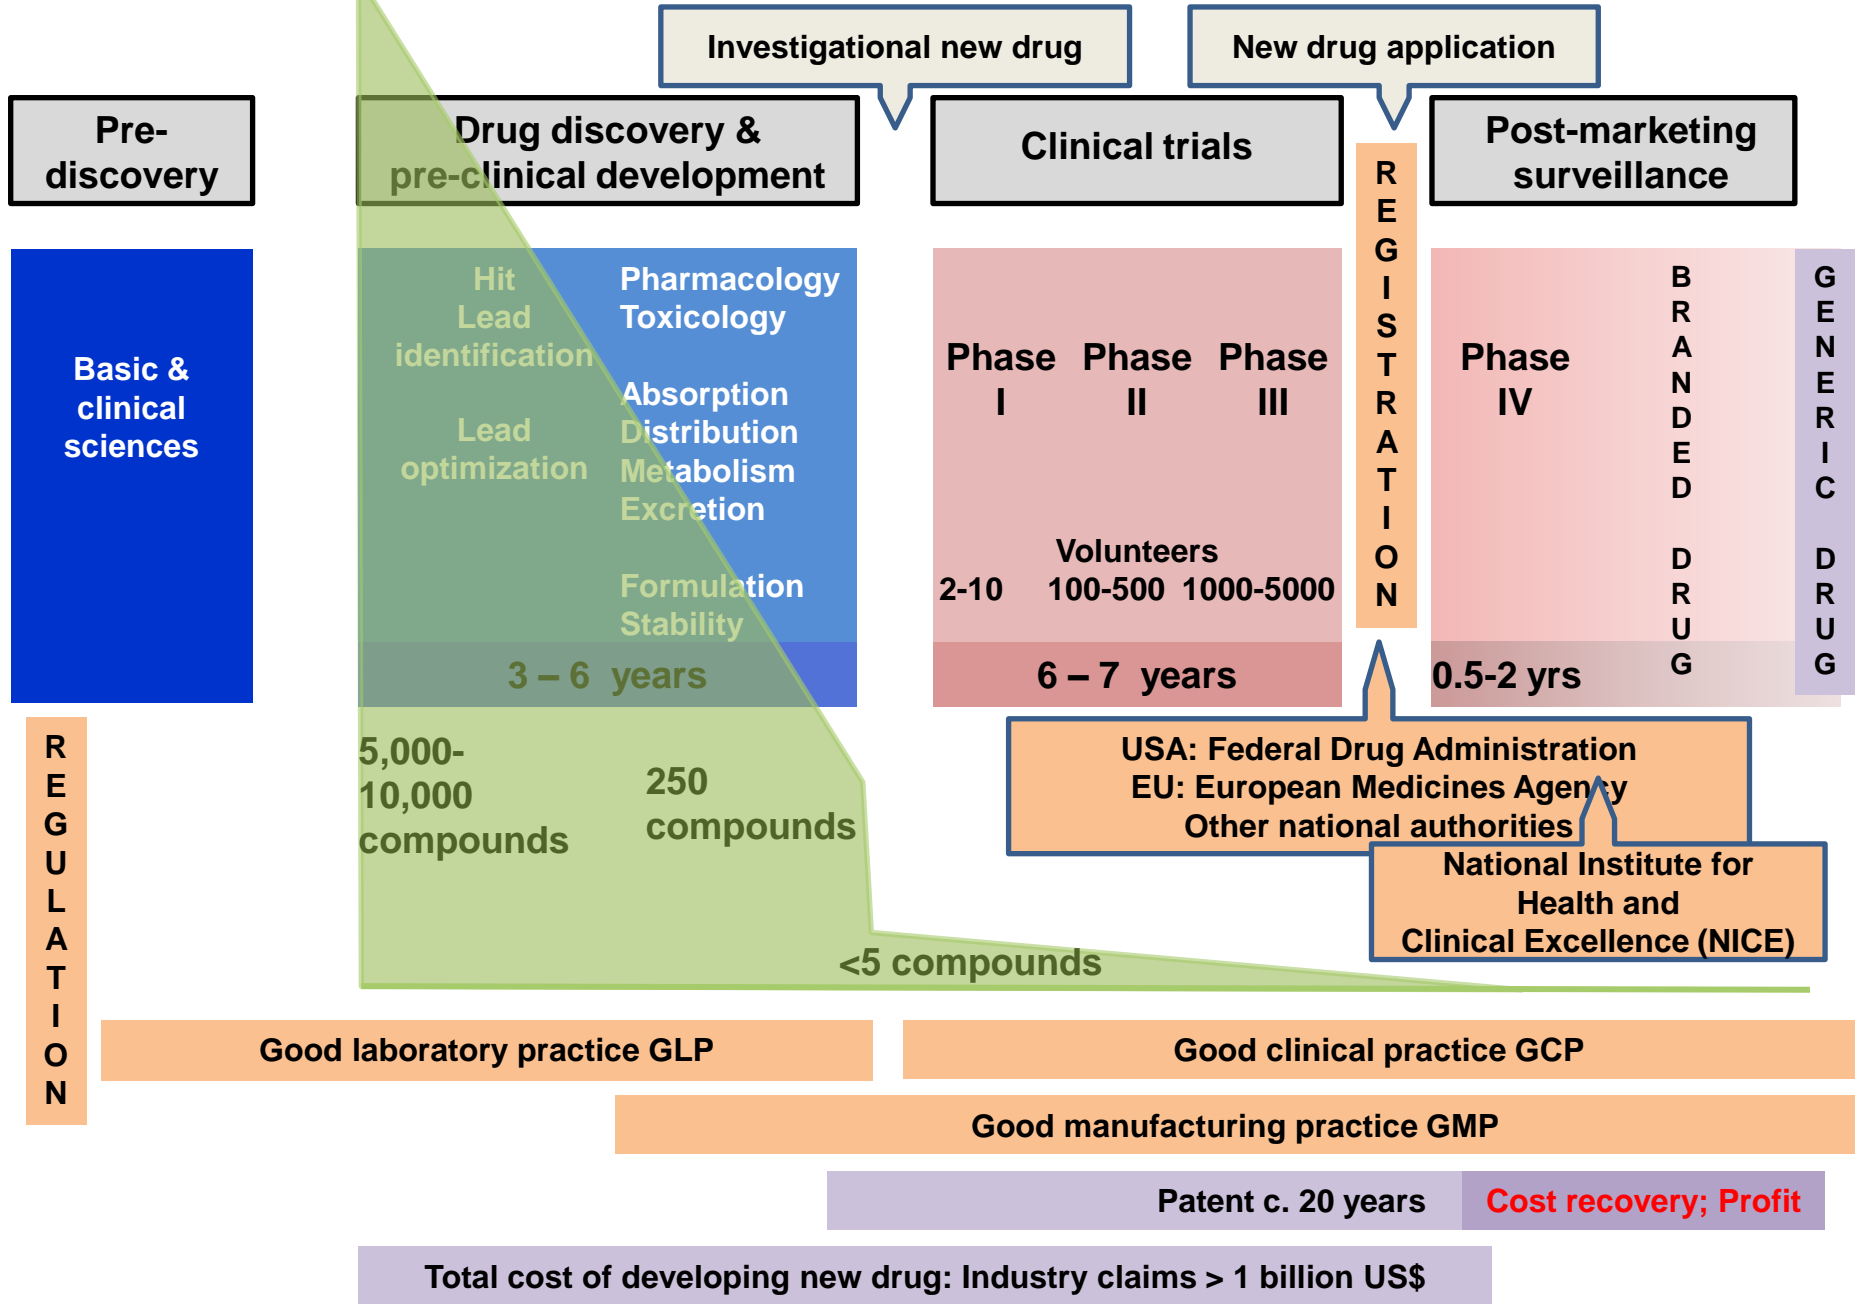 Investigational new drug
New drug application
Pre-
discovery
Drug discovery &
pre-clinical development
Clinical trials
Post-marketing
surveillance
REGISTRATION
Basic &
clinical
sciences
Hit
Lead
identification
Lead
optimization
Pharmacology
Toxicology
Absorption
Distribution
Metabolism
Excretion
Formulation
Stability
3 – 6 years
Phase Phase Phase
I II III
Volunteers
2-10 100-500 1000-5000
6 – 7 years
Phase
IV
0.5-2 yrs
BRANDED DRUG
GENERIC DRUG
REGULATION
5,000-
10,000
compounds
250
compounds
<5 compounds
USA: Federal Drug Administration
EU: European Medicines Agency
Other national authorities
National Institute for
Health and
Clinical Excellence (NICE)
Good laboratory practice GLP
Good clinical practice GCP
Good manufacturing practice GMP
Patent c. 20 years
Cost recovery; Profit
Total cost of developing new drug: Industry claims > 1 billion US$